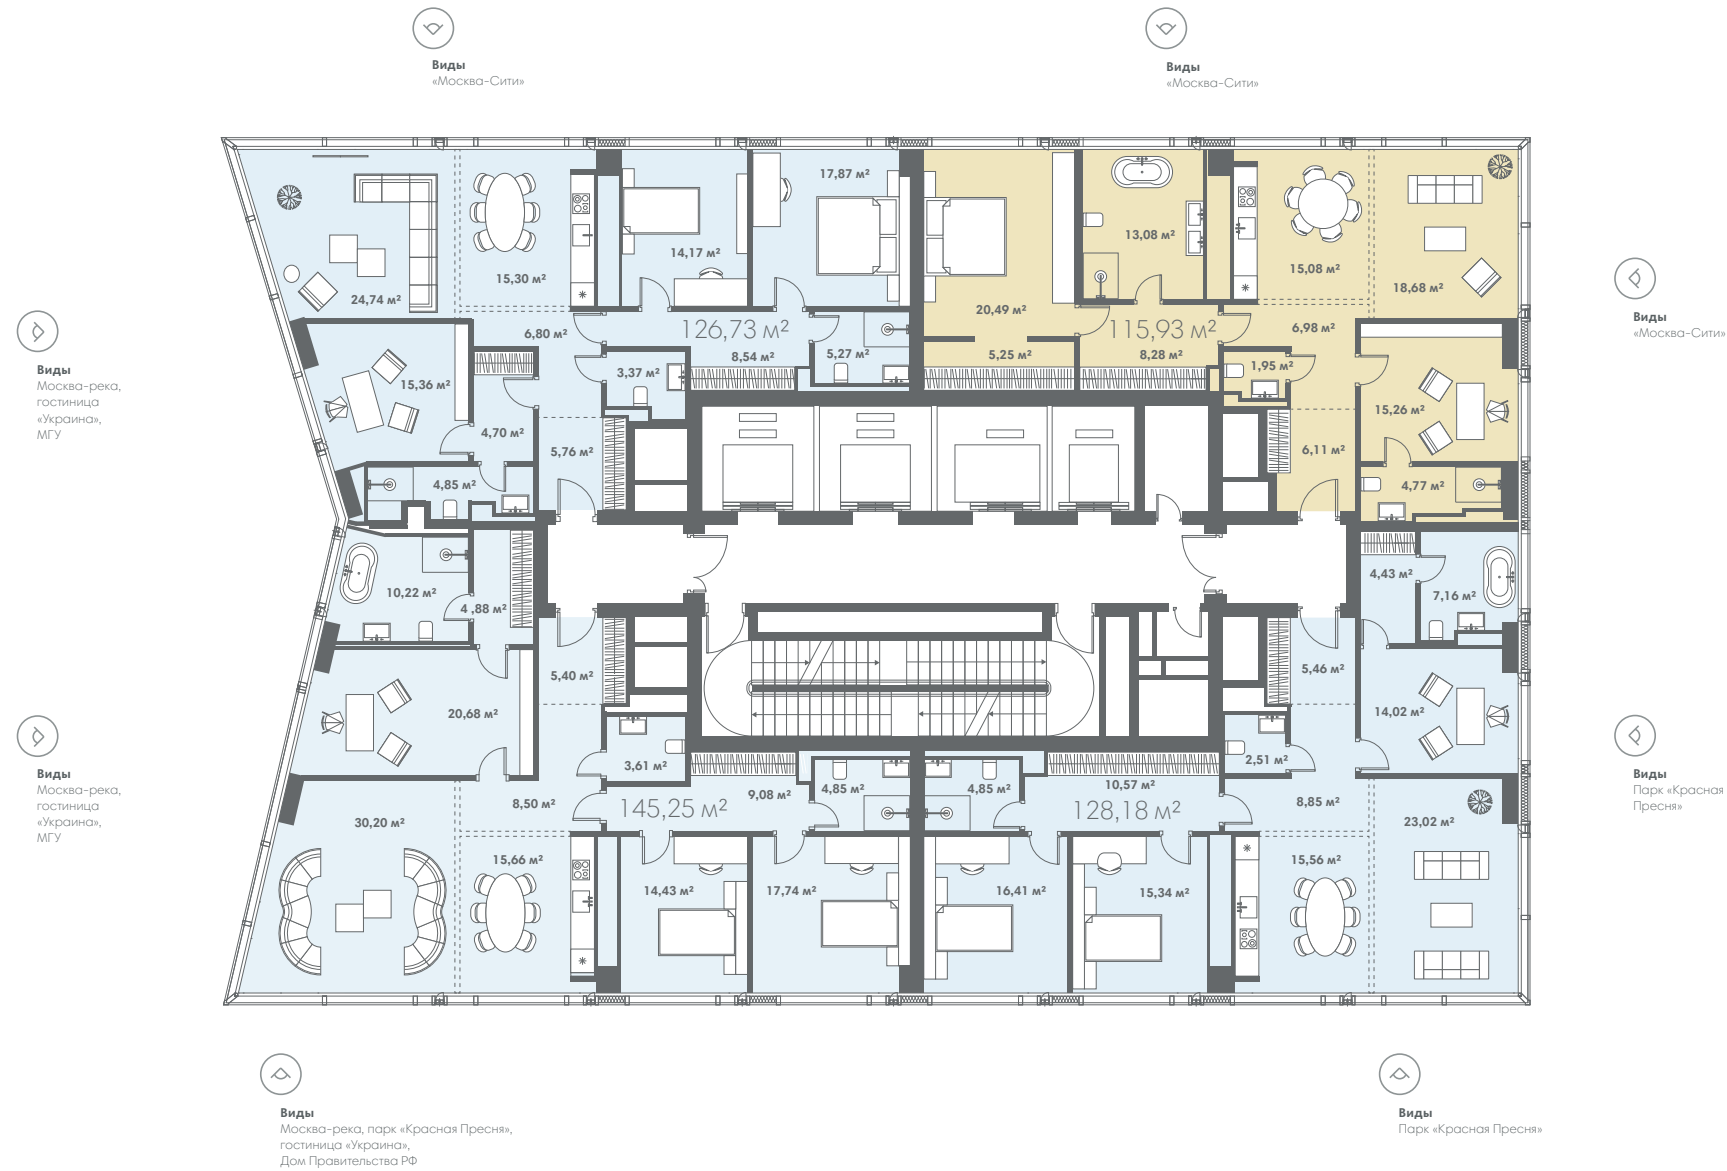 Виды
«Москва-Сити»
Виды
«Москва-Сити»
17,87 м²
14,17 м²
13,08 м²
15,30 м²
24,74 м²
15,08 м²
18,68 м²
20,49 м²
6,80 м²
126,73 м²
115,93 м²
6,98 м²
8,54 м²
5,27 м²
5,25 м²
8,28 м²
1,95 м²
3,37 м²
15,36 м²
15,26 м²
4,70 м²
5,76 м²
6,11 м²
4,85 м²
4,77 м²
Виды
Москва-река,
гостиница
«Украина»,
МГУ
Виды
«Москва-Сити»
10,22 м²
4,88 м²
4,43 м²
7,16 м²
5,40 м²
5,46 м²
20,68 м²
14,02 м²
3,61 м²
2,51 м²
9,08 м²
4,85 м²
4,85 м²
10,57 м²
8,50 м²
145,25 м²
128,18 м²
8,85 м²
30,20 м²
23,02 м²
15,66 м²
15,56 м²
14,43 м²
17,74 м²
16,41 м²
15,34 м²
Виды
Москва-река,
гостиница
«Украина»,
МГУ
Виды
Парк «Красная
Пресня»
Виды
Москва-река, парк «Красная Пресня»,
гостиница «Украина»,
Дом Правительства РФ
Виды
Парк «Красная Пресня»